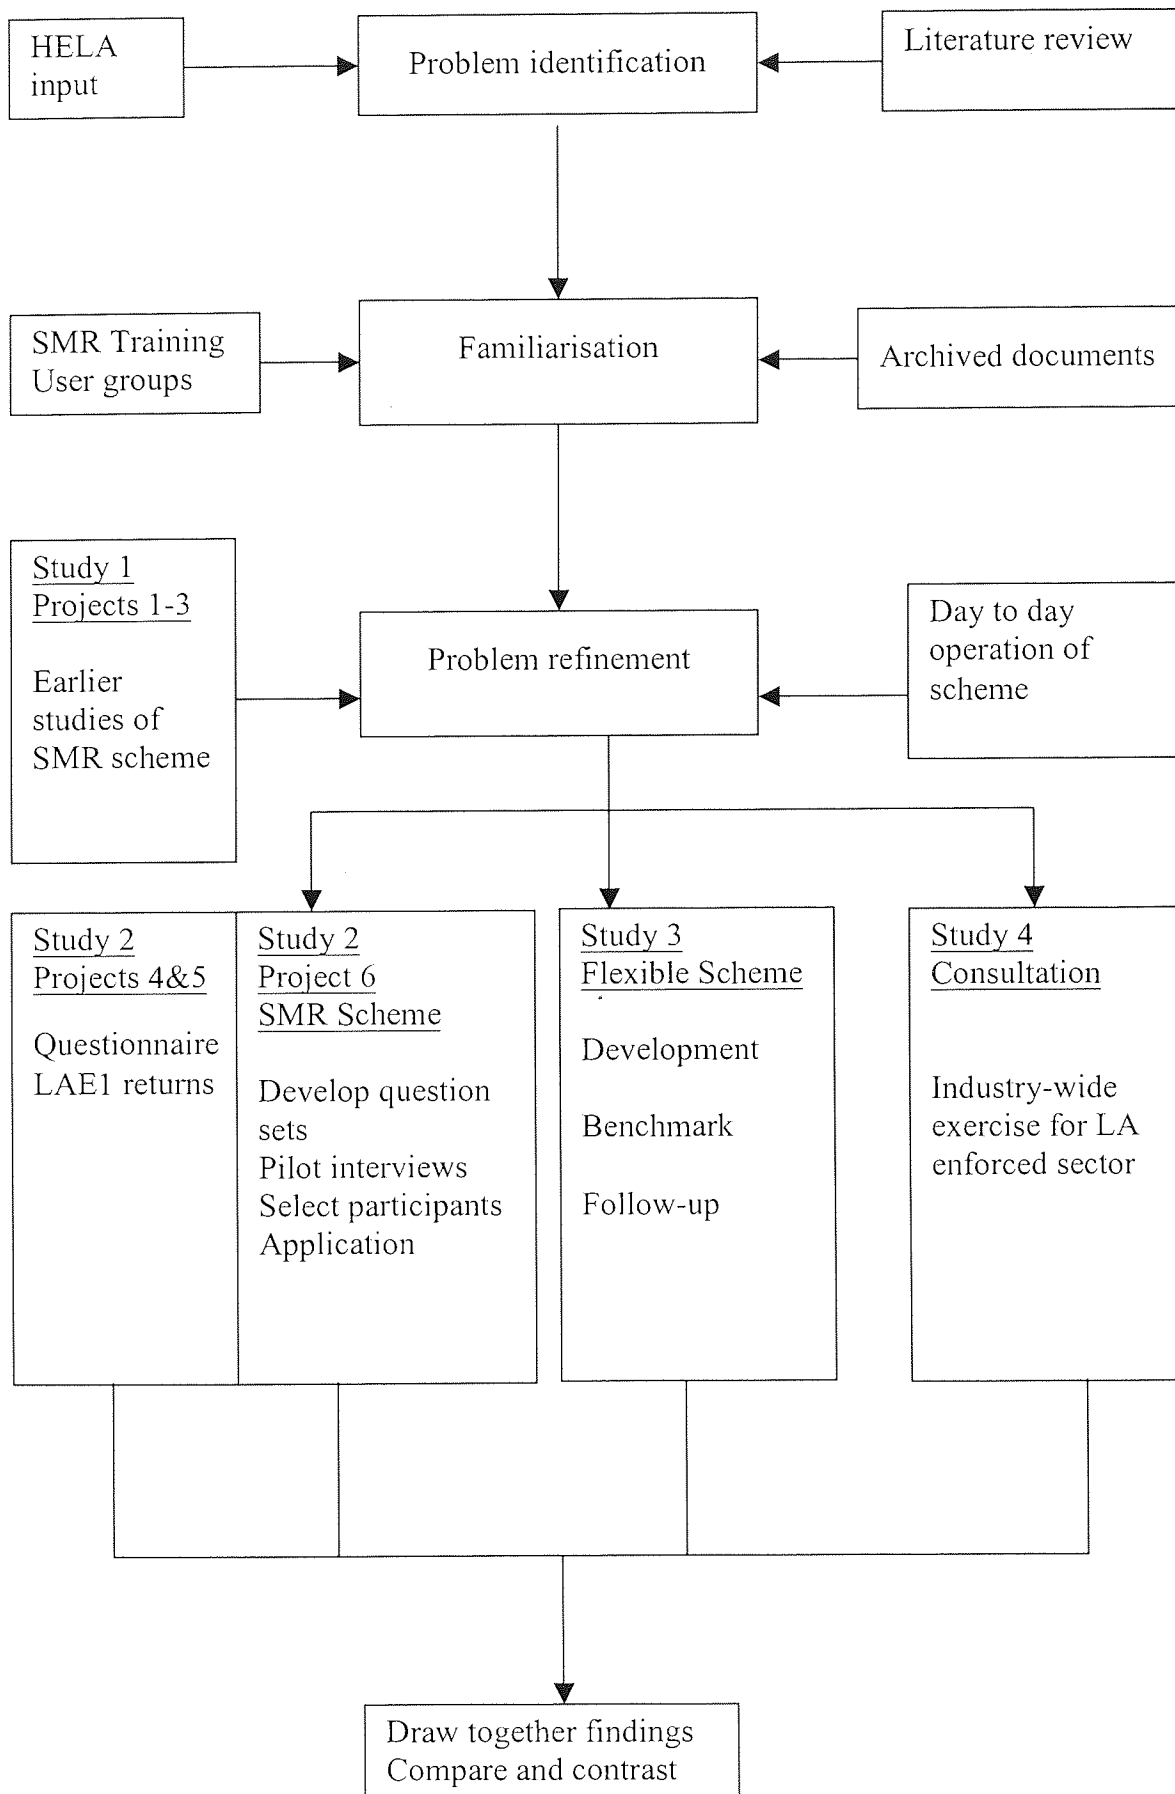 HELA
input
Problem identification
Literature review
SMR Training
User groups
Familiarisation
Archived documents
Study 1
Projects 1-3
Earlier
studies of
SMR scheme
Problem refinement
Day to day
operation of
scheme
Study 2
Projects 4&5
Questionnaire
LAE1 returns
Study 2
Project 6
SMR Scheme
Develop question
sets
Pilot interviews
Select participants
Application
Study 3
Flexible Scheme
Development
Benchmark
Follow-up
Study 4
Consultation
Industry-wide
exercise for LA
enforced sector
Draw together findings
Compare and contrast